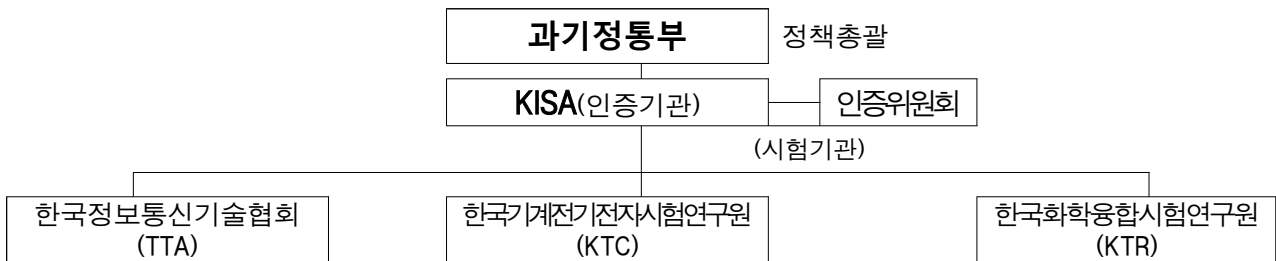 과기정통부 정책총괄
KISA(인증기관) 인증위원회
(시험기관)
한국정보통신기술협회 한국기계전기전자시험연구원 한국화학융합시험연구원
(TTA) (KTC) (KTR)